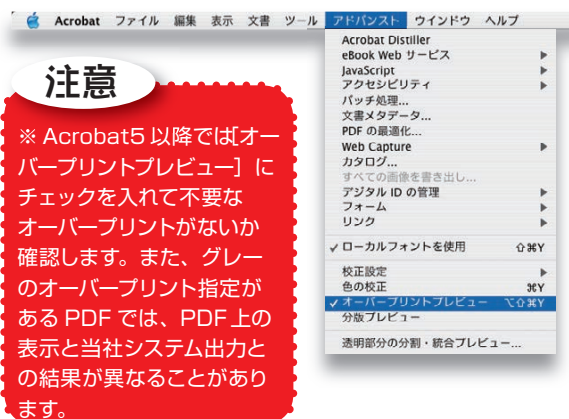 Acrobat ファイル 編集 表示 文書 ツール アドバンスト ウインドウ ヘルプ
Acrobat Distiller
eBook Web サービス
JavaScript
アクセシビリティ
バッチ処理...
文書メタデータ...
PDF の最適化...
Web Capture
カタログ...
すべての画像を書き出し...
デジタル ID の管理
フォーム
リンク
✓ローカルフォントを使用 ⇧⌘Y
校正設定
色の校正 ⌘Y
✓オーバープリントプレビュー ⌥⇧⌘Y
分版プレビュー
透明部分の分割・統合プレビュー...
注意
※ Acrobat5 以降では[オー
バープリントプレビュー］に
チェックを入れて不要な
オーバープリントがないか
確認します。また、グレー
のオーバープリント指定が
ある PDF では、PDF 上の
表示と当社システム出力と
の結果が異なることがあり
ます。